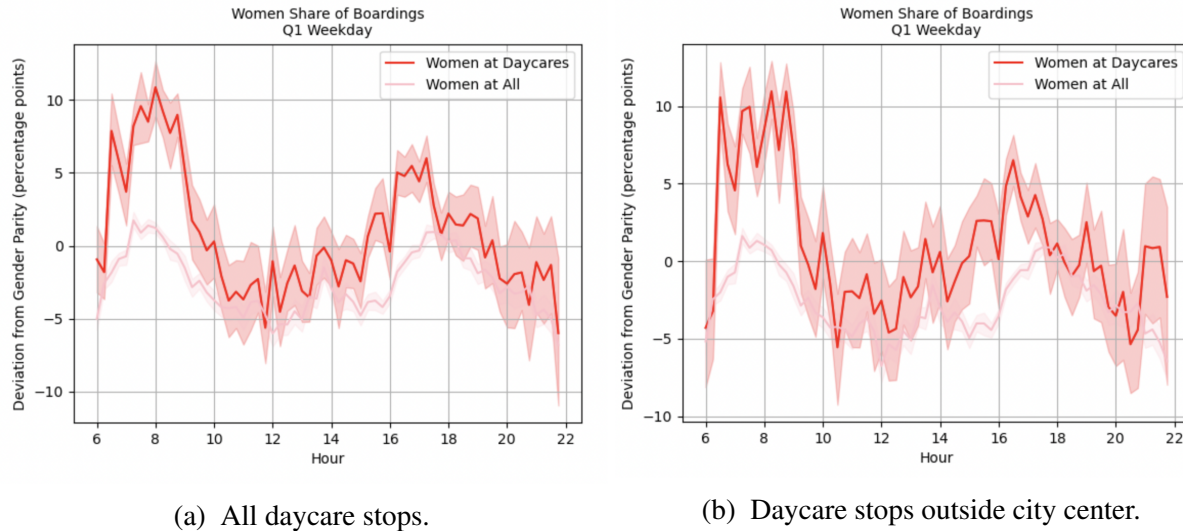 Women Share of Boardings
Q1 Weekday
Women at Daycares
Women at All
Deviation from Gender Parity (percentage points)
10
5
0
−5
−10
6 8 10 12 14 16 18 20 22
Hour
(a) All daycare stops.
Women Share of Boardings
Q1 Weekday
Women at Daycares
Women at All
Deviation from Gender Parity (percentage points)
10
5
0
−5
−10
6 8 10 12 14 16 18 20 22
Hour
(b) Daycare stops outside city center.